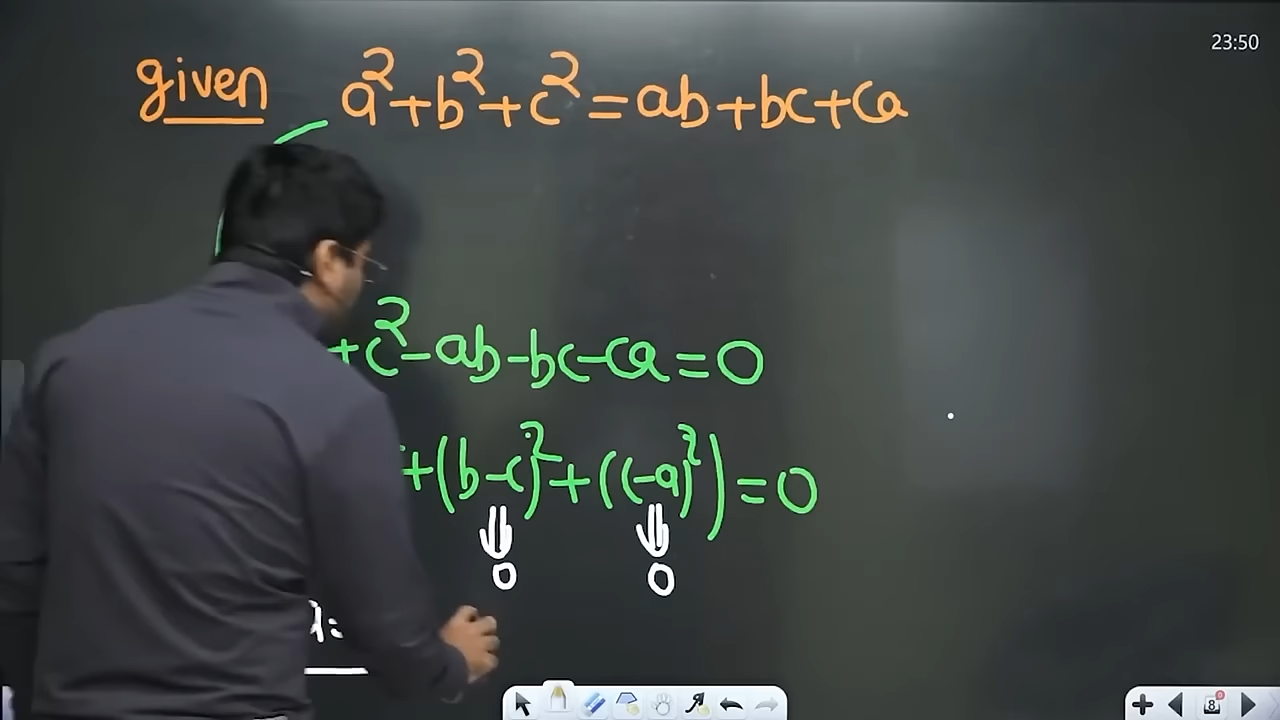 23:50
given a²+b²+c²=ab+bc+ca
+c²-ab-bc-ca=0
+(b-c)²+(c-a)²)=0
0 0
a=
8